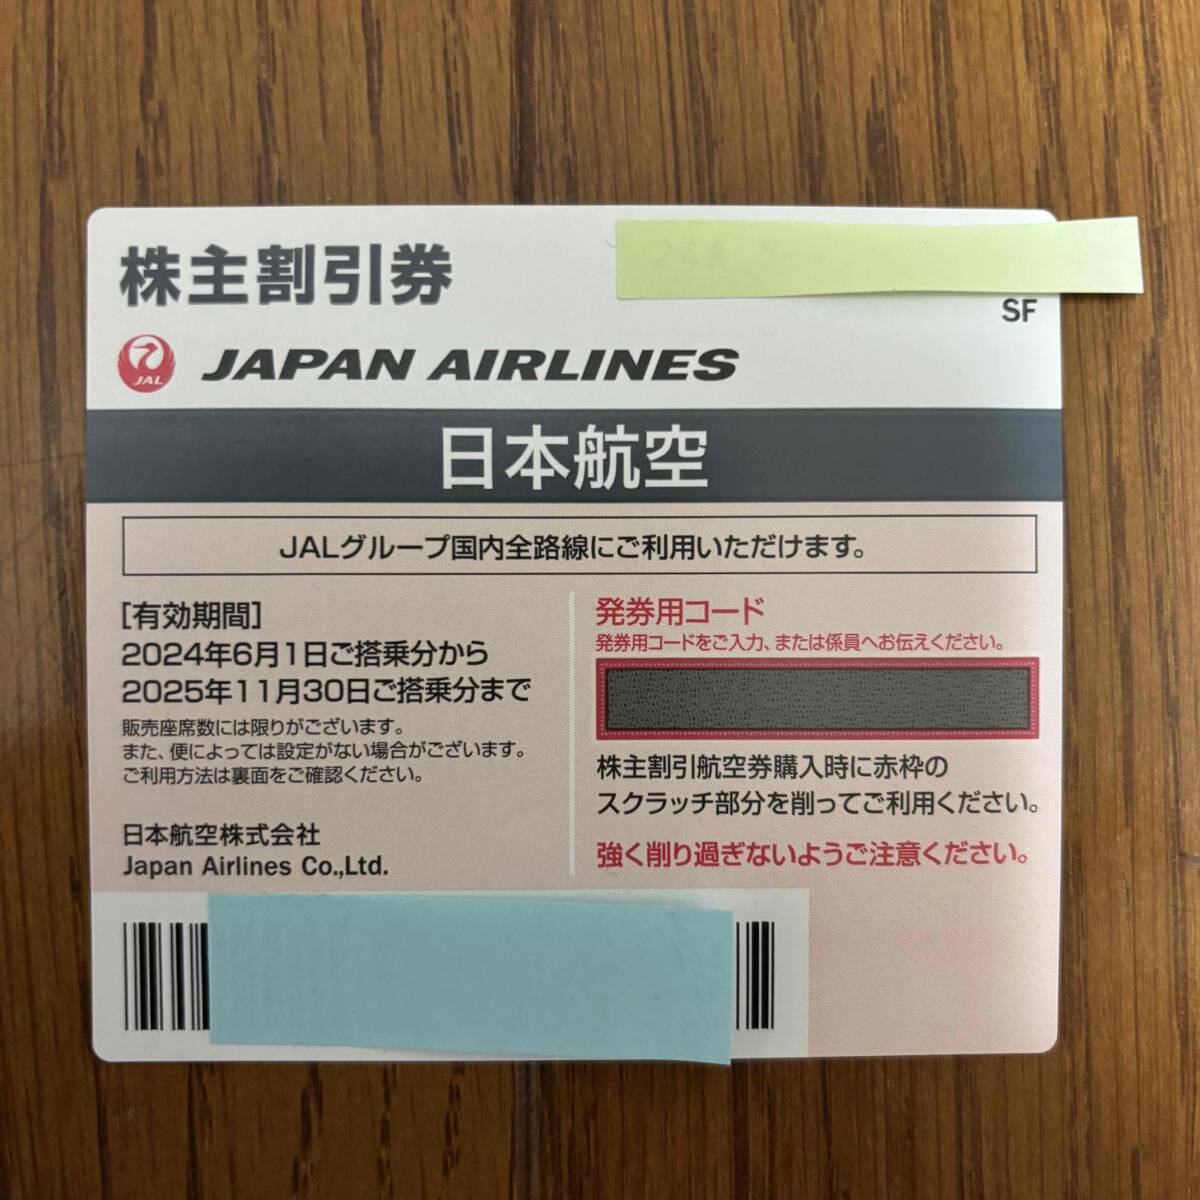 株主割引券
SF
JAL
JAPAN AIRLINES
日本航空
JALグループ国内全路線にご利用いただけます。
[有効期間]
2024年6月1日ご搭乗分から
2025年11月30日ご搭乗分まで
販売座席数には限りがございます。
また、便によっては設定がない場合がございます。
ご利用方法は裏面をご確認ください。
日本航空株式会社
Japan Airlines Co.,Ltd.
発券用コード
発券用コードをご入力、または係員へお伝えください。
株主割引航空券購入時に赤枠の
スクラッチ部分を削ってご利用ください。
強く削り過ぎないようご注意ください。